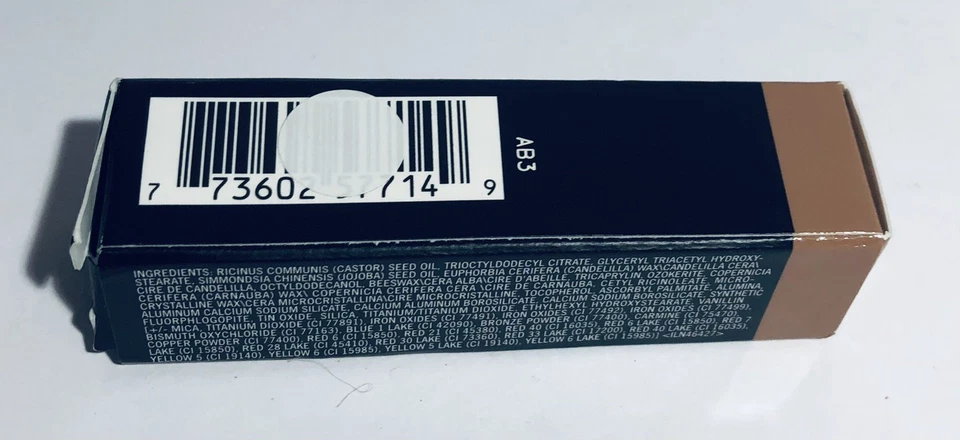 7 73602 57714 9
AB3
INGREDIENTS: RICINUS COMMUNIS (CASTOR) SEED OIL, TRIOCTYLDODECYL CITRATE, GLYCERYL TRIACETYL HYDROXY-
STEARATE, SIMMONDSIA CHINENSIS (JOJOBA) SEED OIL, EUPHORBIA CERIFERA (CANDELILLA) WAX\CANDELILLA CERA\
CIRE DE CANDELILLA, OCTYLDODECANOL, BEESWAX\CERA ALBA\CIRE D'ABEILLE, TRICAPRYLIN, OZOKERITE, COPERNICIA
CERIFERA (CARNAUBA) WAX\ COPERNICIA CERIFERA CERA\ CIRE DE CARNAUBA, CETYL RICINOLEATE, MICRO-
CRYSTALLINE WAX\CERA MICROCRISTALLINA\CIRE MICROCRISTALLINE, TOCOPHEROL, ASCORBYL PALMITATE, ALUMINA,
ALUMINUM CALCIUM SODIUM SILICATE, CALCIUM ALUMINUM BOROSILICATE, CALCIUM SODIUM BOROSILICATE, SYNTHETIC
FLUORPHLOGOPITE, TIN OXIDE, SILICA, TITANIUM/TITANIUM DIOXIDE, ETHYLHEXYL HYDROXYSTEARATE, VANILLIN
+/- MICA, TITANIUM DIOXIDE (CI 77891), IRON OXIDES (CI 77491), IRON OXIDES (CI 77492), IRON OXIDES (CI 77499),
BISMUTH OXYCHLORIDE (CI 77163), BLUE 1 LAKE (CI 42090), BRONZE POWDER (CI 77400), CARMINE (CI 75470),
COPPER POWDER (CI 77400), RED 6 (CI 15850), RED 21 (CI 45380), RED 40 (CI 16035), RED 6 LAKE (CI 15850), RED 7
LAKE (CI 15850), RED 28 LAKE (CI 45410), RED 30 LAKE (CI 73360), RED 40 LAKE (CI 16035),
YELLOW 5 (CI 19140), YELLOW 6 (CI 15985), YELLOW 5 LAKE (CI 19140), YELLOW 6 LAKE (CI 15985)] <ILN46427>